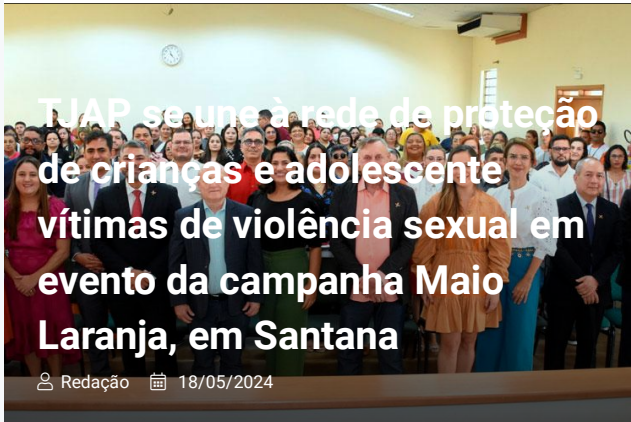 TJAP se une à rede de proteção
de crianças e adolescente
vítimas de violência sexual em
evento da campanha Maio
Laranja, em Santana
Redação 18/05/2024